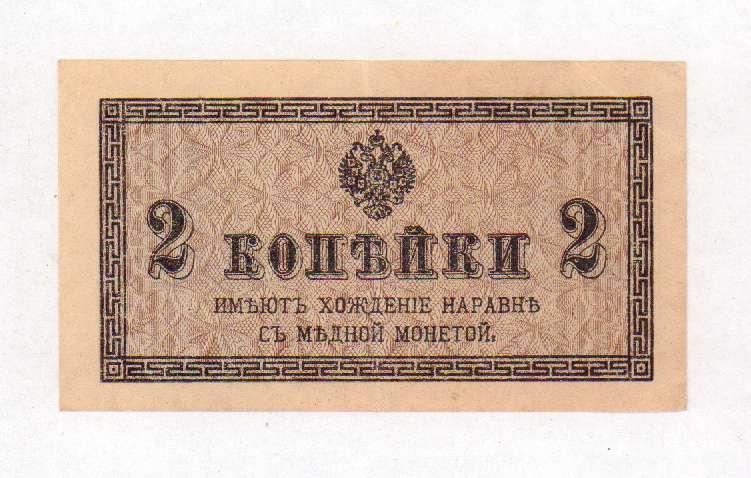 2 КОПѢЙКИ 2
ИМѢЮТЪ ХОЖДЕНІЕ НАРАВНѢ
СЪ МѢДНОЙ МОНЕТОЙ.